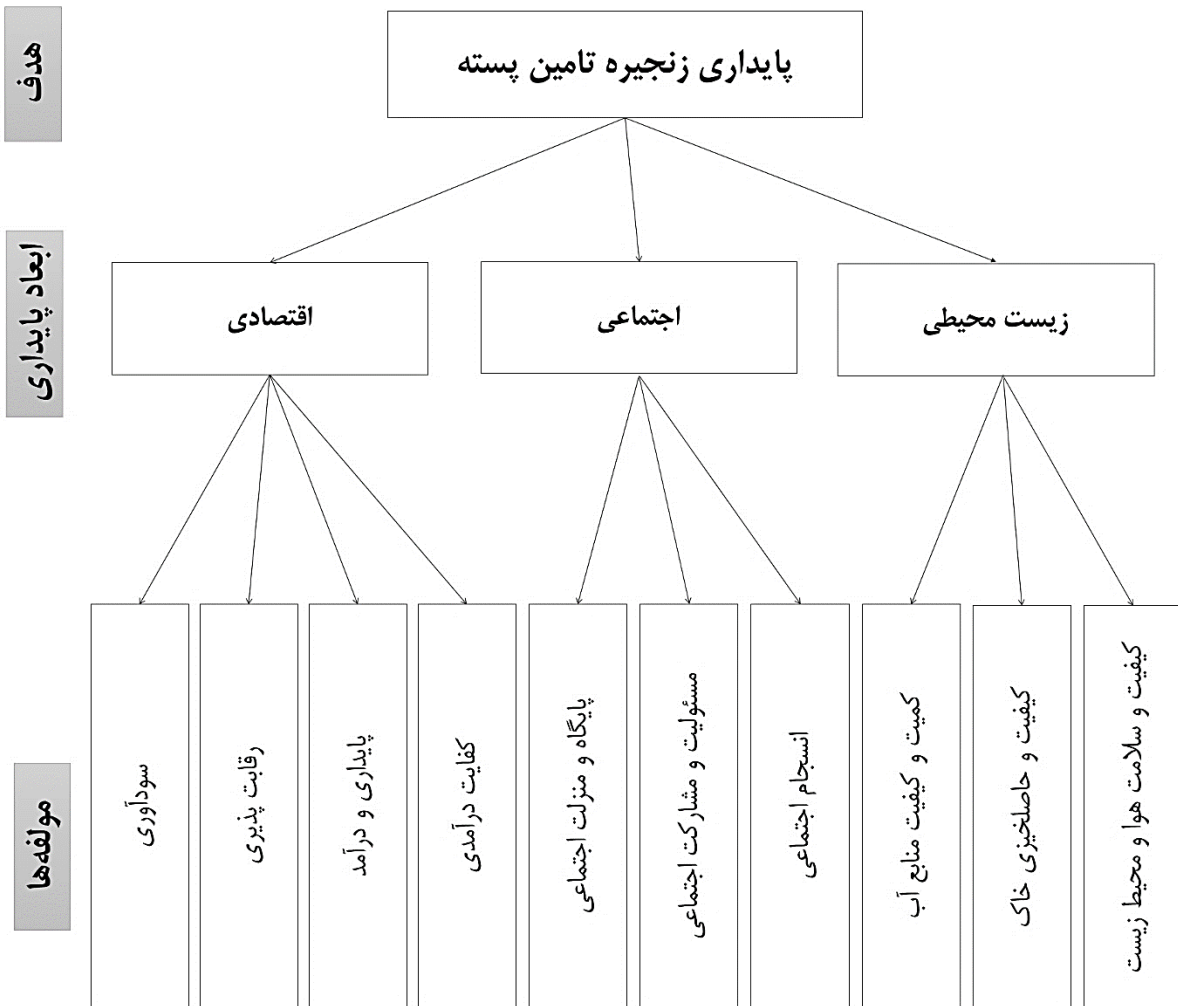 هدف
پایداری زنجیره تامین پسته
ابعاد پایداری
زیست محیطی
اجتماعی
اقتصادی
مولفه‌ها
کیفیت و سلامت هوا و محیط زیست
کیفیت و حاصلخیزی خاک
کمیت و کیفیت منابع آب
انسجام اجتماعی
مسئولیت و مشارکت اجتماعی
پایگاه و منزلت اجتماعی
کفایت درآمدی
پایداری و درآمد
رقابت پذیری
سودآوری